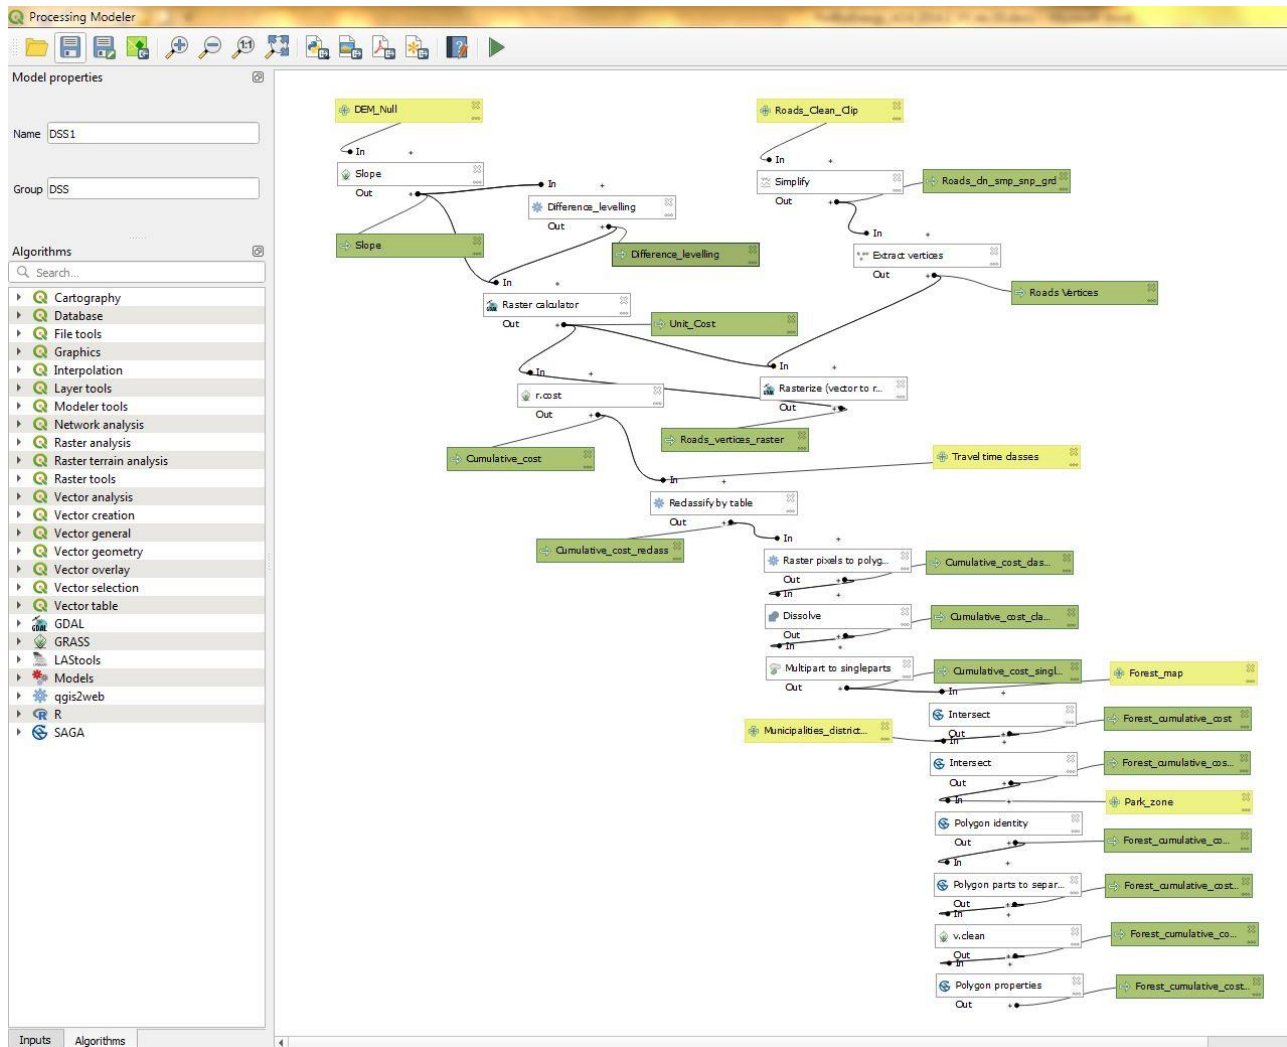 Processing Modeler
Model properties
Name DSS1
Group DSS
Algorithms
Search...
Cartography
Database
File tools
Graphics
Interpolation
Layer tools
Modeler tools
Network analysis
Raster analysis
Raster terrain analysis
Raster tools
Vector analysis
Vector creation
Vector general
Vector geometry
Vector overlay
Vector selection
Vector table
GDAL
GRASS
LAStools
Models
qgis2web
R
SAGA
Inputs Algorithms
DEM_Null
Roads_Clean_Clip
In
In
Slope
Simplify
Roads_dn_smp_snp_grd
Out
In
Out
Difference_levelling
Out
In
Slope
Difference_levelling
Extract vertices
In
Out
Roads Vertices
Raster calculator
Out
Unit_Cost
In
In
r.cost
Rasterize (vector to r...
Out
Out
Roads_vertices_raster
Cumulative_cost
Travel time classes
In
Reclassify by table
Out
Cumulative_cost_reclass
In
Raster pixels to polyg...
Cumulative_cost_clas...
Out
In
Dissolve
Cumulative_cost_cla...
Out
In
Multipart to singleparts
Cumulative_cost_singl...
Forest_map
Out
In
Intersect
Forest_cumulative_cost
Municipalities_district...
Out
In
Intersect
Forest_cumulative_cos...
Out
In
Park_zone
Polygon identity
Out
Forest_cumulative_co...
In
Polygon parts to separ...
Forest_cumulative_cost...
Out
In
v.clean
Forest_cumulative_co...
Out
In
Polygon properties
Forest_cumulative_cost...
Out